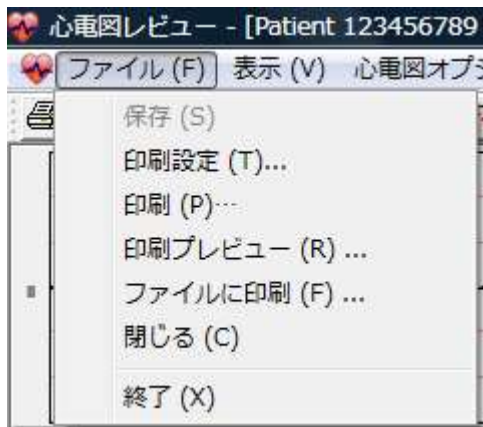 心電図レビュー - [Patient 123456789
ファイル (F) 表示 (V) 心電図オプ
保存 (S)
印刷設定 (T)...
印刷 (P)…
印刷プレビュー (R) ...
ファイルに印刷 (F) ...
閉じる (C)
終了 (X)